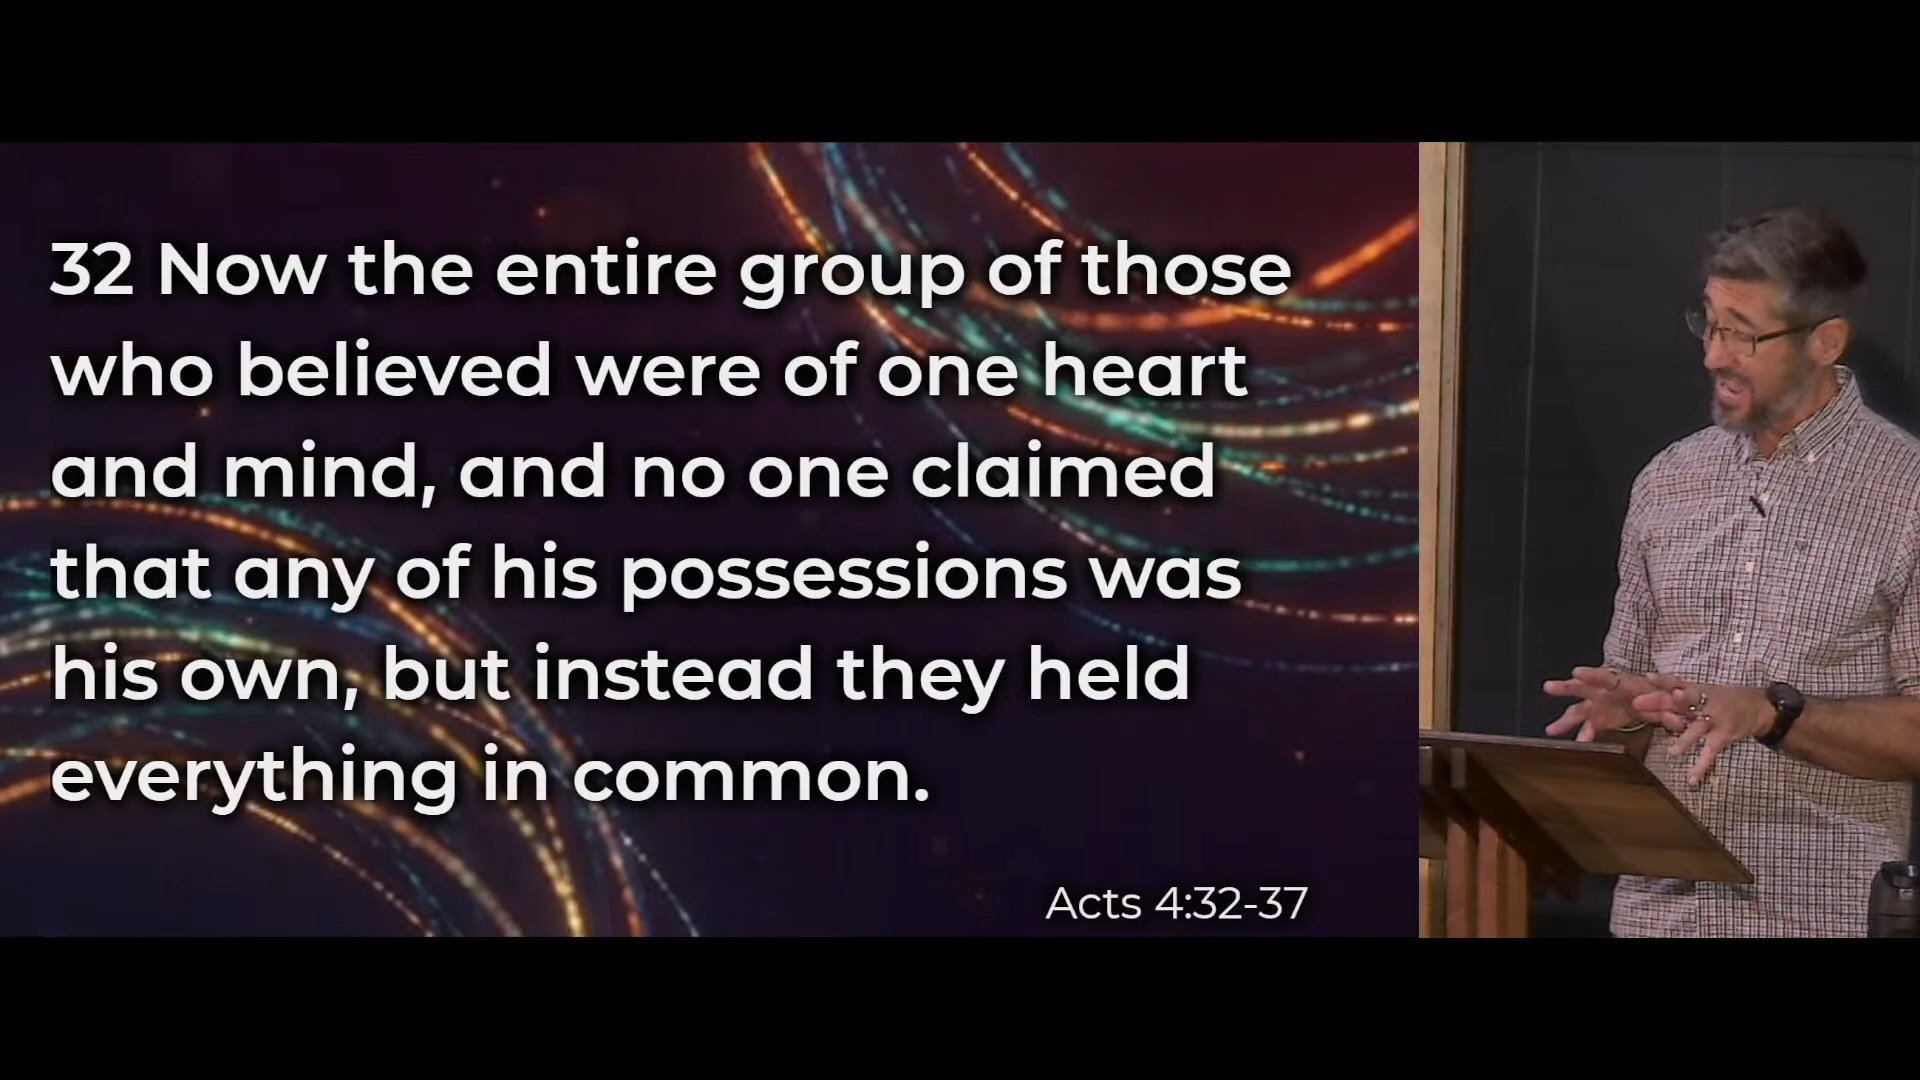 32 Now the entire group of those
who believed were of one heart
and mind, and no one claimed
that any of his possessions was
his own, but instead they held
everything in common.
Acts 4:32-37